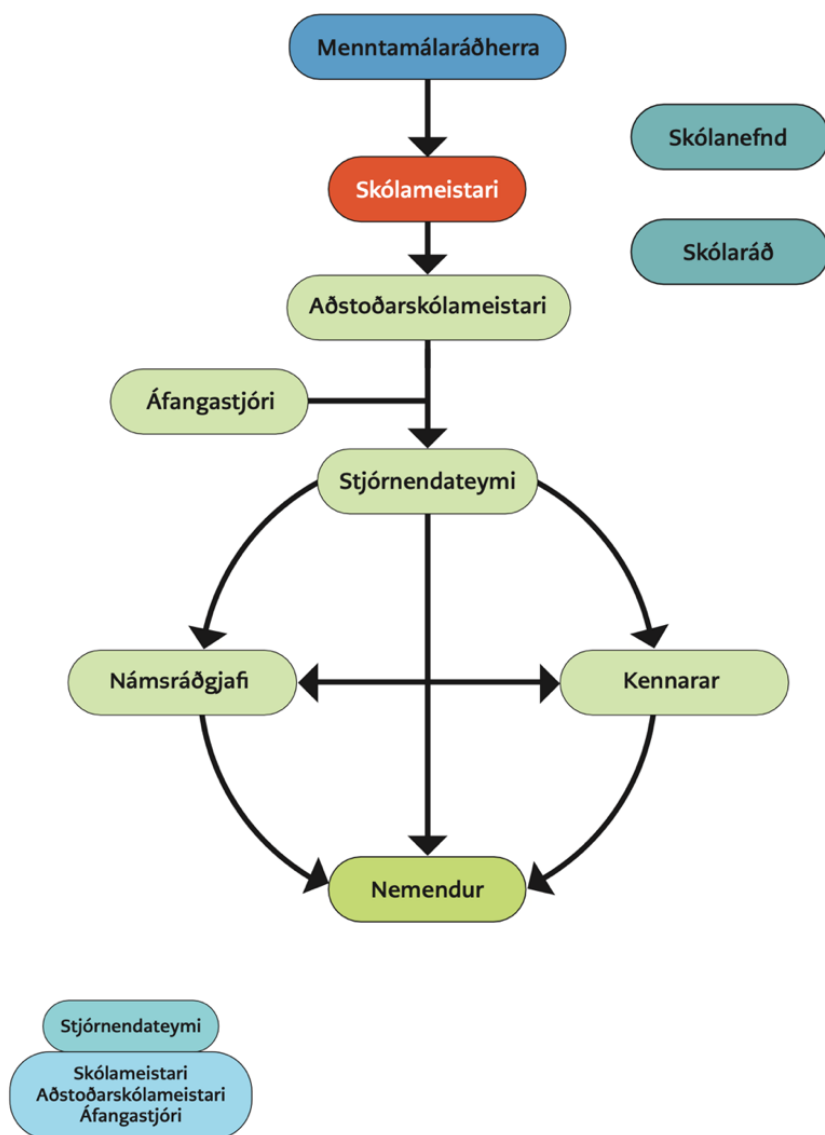 Menntamálaráðherra
Skólanefnd
Skólameistari
Skólaráð
Aðstoðarskólameistari
Áfangastjóri
Stjórnendateymi
Námsráðgjafi
Kennarar
Nemendur
Stjórnendateymi
Skólameistari
Aðstoðarskólameistari
Áfangastjóri